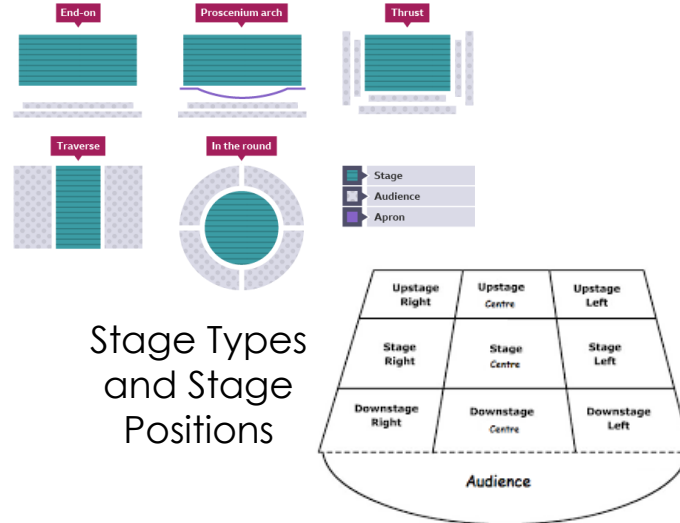 End-on
Proscenium arch
Thrust
Traverse
In the round
Stage
Audience
Apron
Stage Types
and Stage
Positions
Upstage
Right
Upstage
Centre
Upstage
Left
Stage
Right
Stage
Centre
Stage
Left
Downstage
Right
Downstage
Centre
Downstage
Left
Audience